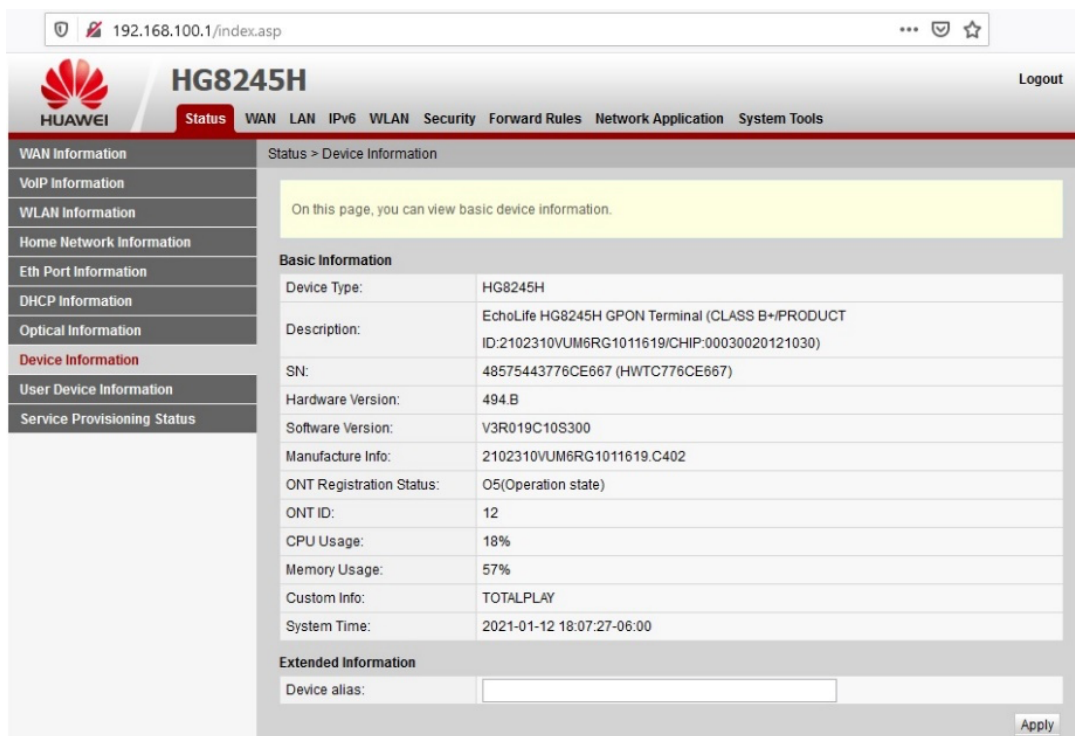 192.168.100.1/index.asp
HG8245H
Logout
HUAWEI
Status WAN LAN IPv6 WLAN Security Forward Rules Network Application System Tools
WAN Information
VoIP Information
WLAN Information
Home Network Information
Eth Port Information
DHCP Information
Optical Information
Device Information
User Device Information
Service Provisioning Status
Status > Device Information
On this page, you can view basic device information.
Basic Information
Device Type: HG8245H
Description: EchoLife HG8245H GPON Terminal (CLASS B+/PRODUCT
ID:2102310VUM6RG1011619/CHIP:00030020121030)
SN: 48575443776CE667 (HWTC776CE667)
Hardware Version: 494.B
Software Version: V3R019C10S300
Manufacture Info: 2102310VUM6RG1011619.C402
ONT Registration Status: O5(Operation state)
ONT ID: 12
CPU Usage: 18%
Memory Usage: 57%
Custom Info: TOTALPLAY
System Time: 2021-01-12 18:07:27-06:00
Extended Information
Device alias:
Apply